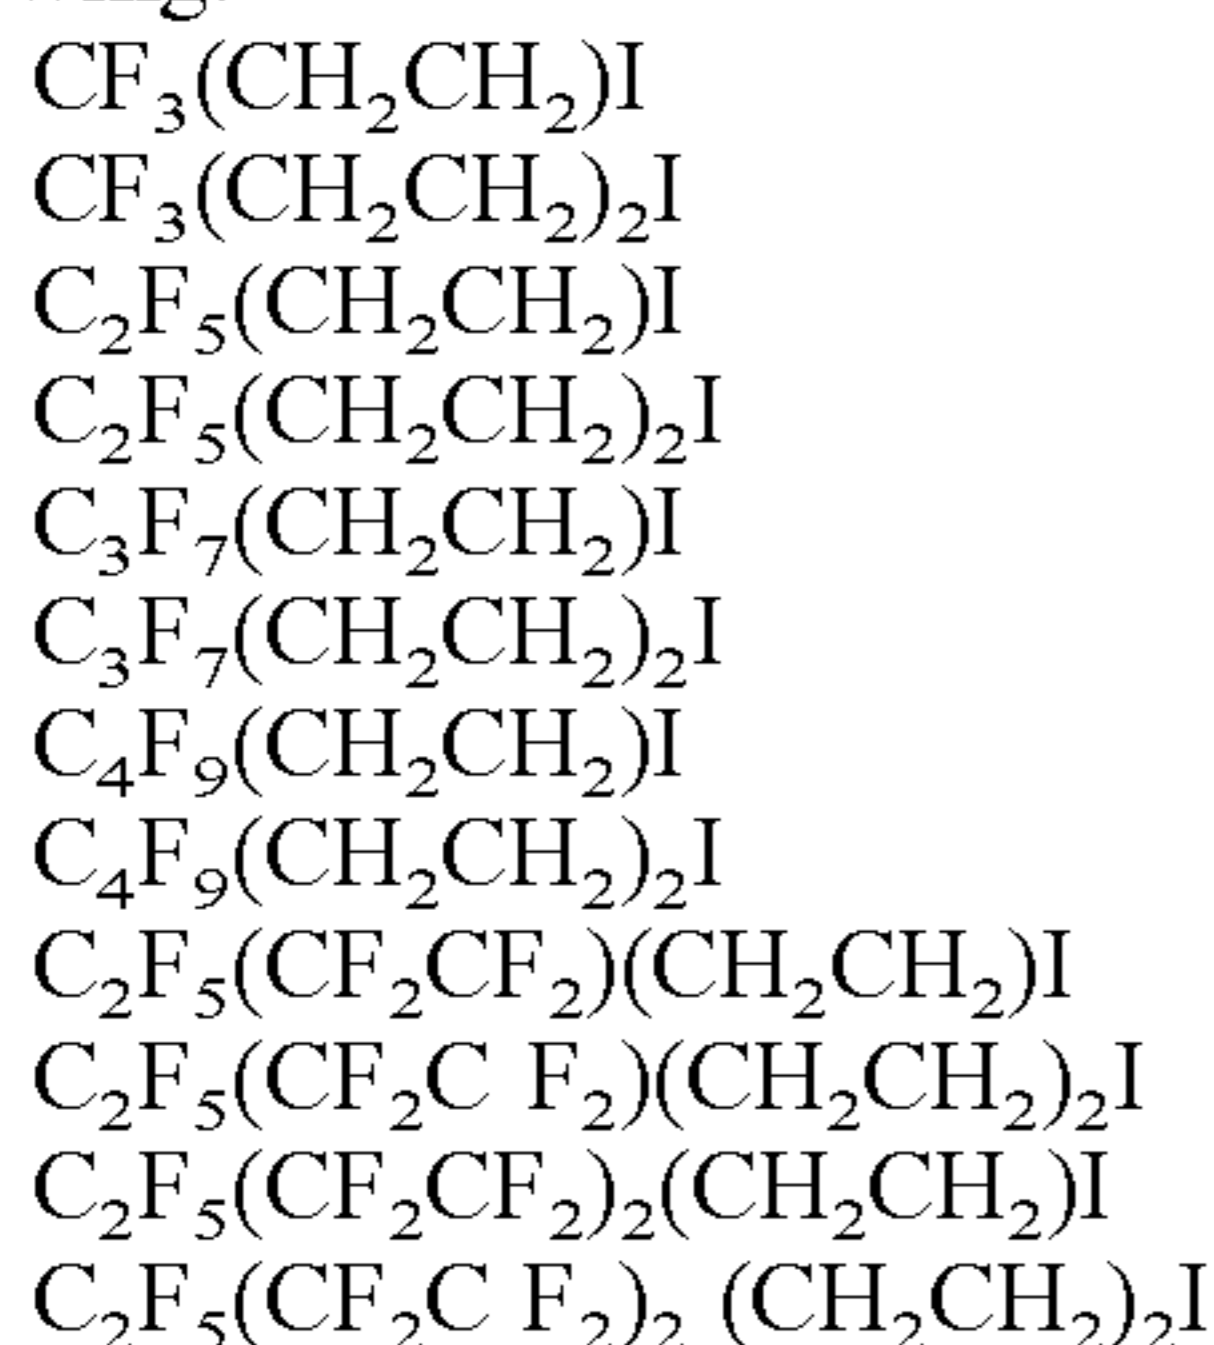 CF₃(CH₂CH₂)I
CF₃(CH₂CH₂)₂I
C₂F₅(CH₂CH₂)I
C₂F₅(CH₂CH₂)₂I
C₃F₇(CH₂CH₂)I
C₃F₇(CH₂CH₂)₂I
C₄F₉(CH₂CH₂)I
C₄F₉(CH₂CH₂)₂I
C₂F₅(CF₂CF₂)(CH₂CH₂)I
C₂F₅(CF₂C F₂)(CH₂CH₂)₂I
C₂F₅(CF₂CF₂)₂(CH₂CH₂)I
C₂F₅(CF₂C F₂)₂ (CH₂CH₂)₂I